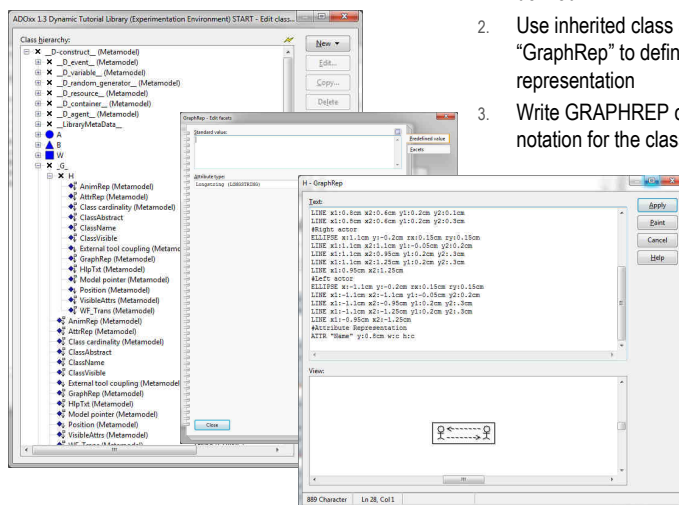 2. Use inherited class
"GraphRep" to defin
representation
3. Write GRAPHREP
notation for the clas
ADOxx 1.3 Dynamic Tutorial Library (Experimentation Environment) START - Edit class...
Class hierarchy:
__D-construct__ (Metamodel)
__D_event__ (Metamodel)
__D_variable__ (Metamodel)
__D_random_generator__ (Metamodel)
__D_resource__ (Metamodel)
__D_container__ (Metamodel)
__D_agent__ (Metamodel)
__LibraryMetaData__
A
B
W
_G_
H
AnimRep (Metamodel)
AttrRep (Metamodel)
Class cardinality (Metamodel)
ClassAbstract
ClassName
ClassVisible
External tool coupling (Metamo
GraphRep (Metamodel)
HlpTxt (Metamodel)
Model pointer (Metamodel)
Position (Metamodel)
VisibleAttrs (Metamodel)
WF_Trans (Metamodel)
AnimRep (Metamodel)
AttrRep (Metamodel)
Class cardinality (Metamodel)
ClassAbstract
ClassName
ClassVisible
External tool coupling (Metamodel
GraphRep (Metamodel)
HlpTxt (Metamodel)
Model pointer (Metamodel)
Position (Metamodel)
VisibleAttrs (Metamodel)
WF_Trans (Metamodel)
New
Edit...
Copy...
Delete
GraphRep - Edit facets
Standard value:
Predefined value
Facets
Attribute type:
Longstring (LONGSTRING)
Close
H - GraphRep
Text:
LINE x1:0.8cm x2:0.6cm y1:0.2cm y2:0.1cm
LINE x1:0.8cm x2:0.6cm y1:0.2cm y2:0.3cm
#Right actor
ELLIPSE x:1.1cm y:-0.2cm rx:0.15cm ry:0.15cm
LINE x1:1.1cm x2:1.1cm y1:-0.05cm y2:0.2cm
LINE x1:1.1cm x2:0.95cm y1:0.2cm y2:.3cm
LINE x1:1.1cm x2:1.25cm y1:0.2cm y2:.3cm
LINE x1:0.95cm x2:1.25cm
#left actor
ELLIPSE x:-1.1cm y:-0.2cm rx:0.15cm ry:0.15cm
LINE x1:-1.1cm x2:-1.1cm y1:-0.05cm y2:0.2cm
LINE x1:-1.1cm x2:-0.95cm y1:0.2cm y2:.3cm
LINE x1:-1.1cm x2:-1.25cm y1:0.2cm y2:.3cm
LINE x1:-0.95cm x2:-1.25cm
#Attribute Representation
ATTR "Name" y:0.8cm w:c h:c
Apply
Paint
Cancel
Help
View:
889 Character Ln 28, Col 1